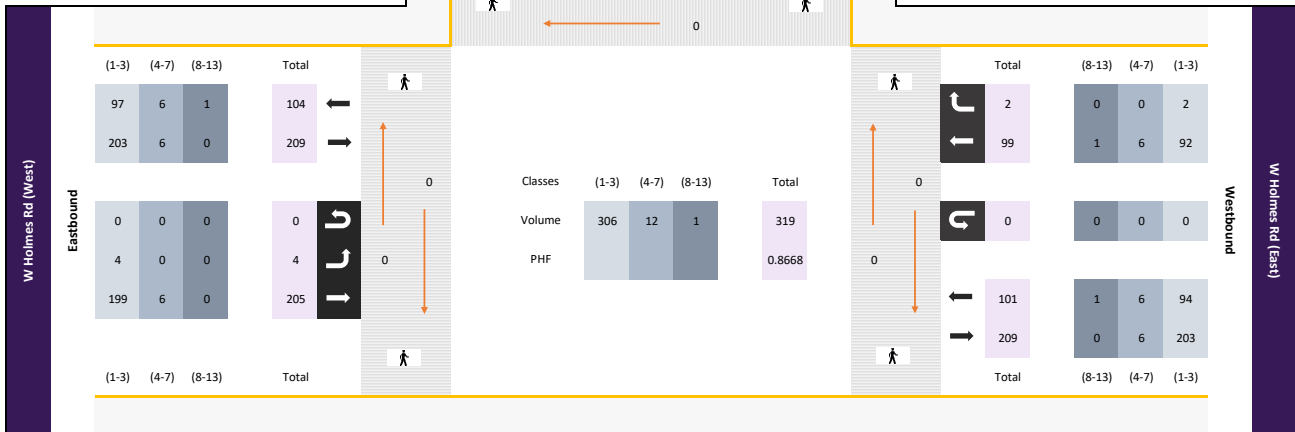 0
(1-3) (4-7) (8-13) Total
97 6 1 104
203 6 0 209
0 0 0 0
4 0 0 4
199 6 0 205
(1-3) (4-7) (8-13) Total
W Holmes Rd (West)
Eastbound
0
0
Classes (1-3) (4-7) (8-13) Total
Volume 306 12 1 319
PHF 0.8668
0
0
Total (8-13) (4-7) (1-3)
2 0 0 2
99 1 6 92
0 0 0 0
101 1 6 94
209 0 6 203
Total (8-13) (4-7) (1-3)
Westbound
W Holmes Rd (East)